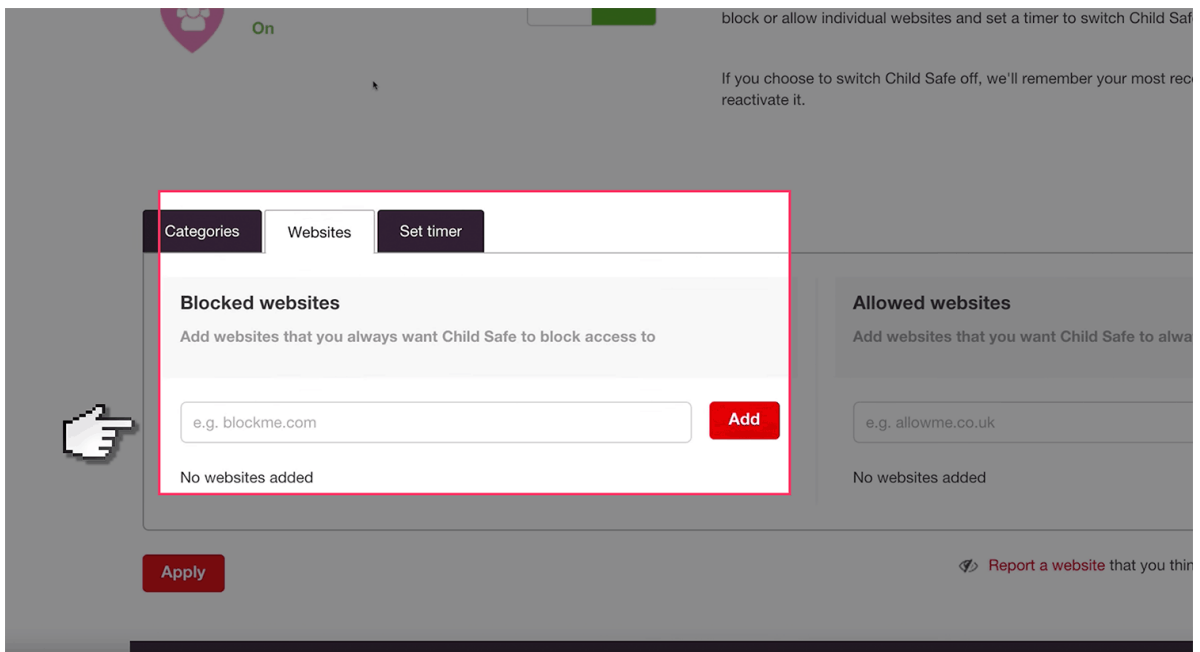 On
block or allow individual websites and set a timer to switch Child Saf
If you choose to switch Child Safe off, we'll remember your most rec
reactivate it.
Categories
Websites
Set timer
Blocked websites
Add websites that you always want Child Safe to block access to
e.g. blockme.com
Add
No websites added
Allowed websites
Add websites that you want Child Safe to alwa
e.g. allowme.co.uk
No websites added
Apply
Report a website that you thin